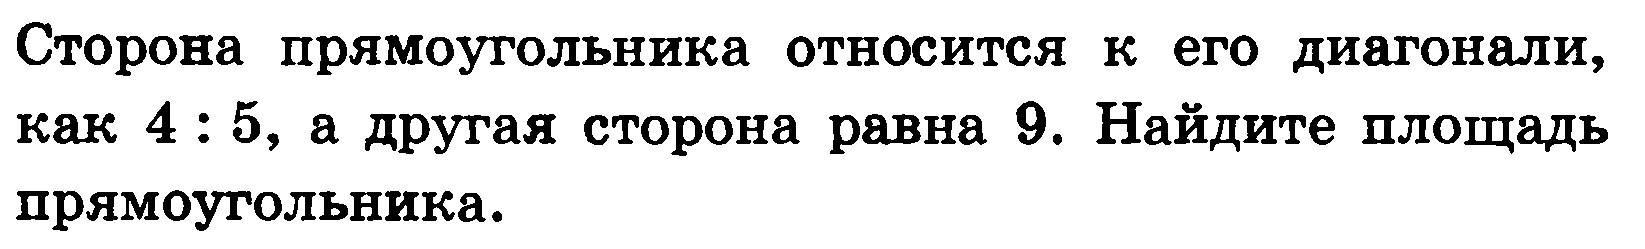 Сторона прямоугольника относится к его диагонали,
как 4 : 5, а другая сторона равна 9. Найдите площадь
прямоугольника.